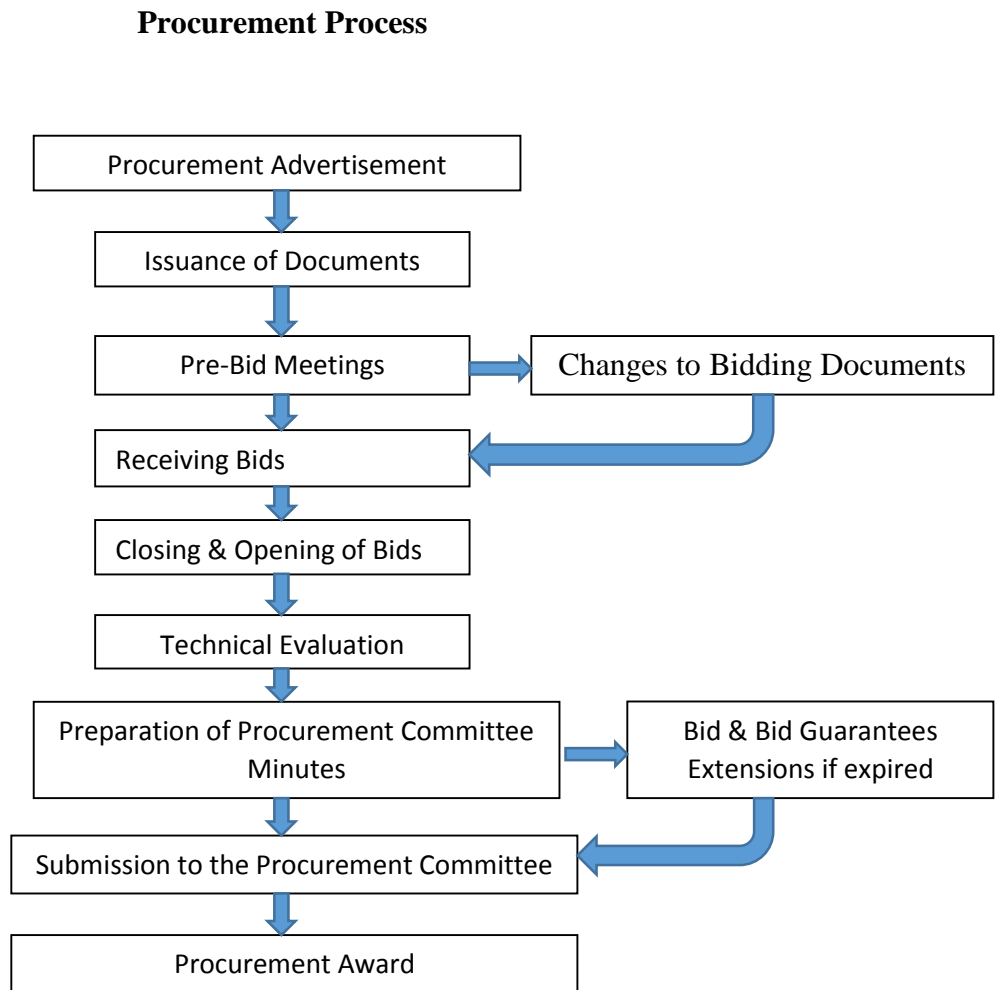 Procurement Process
Procurement Advertisement
Issuance of Documents
Pre-Bid Meetings
Changes to Bidding Documents
Receiving Bids
Closing & Opening of Bids
Technical Evaluation
Preparation of Procurement Committee
Minutes
Bid & Bid Guarantees
Extensions if expired
Submission to the Procurement Committee
Procurement Award